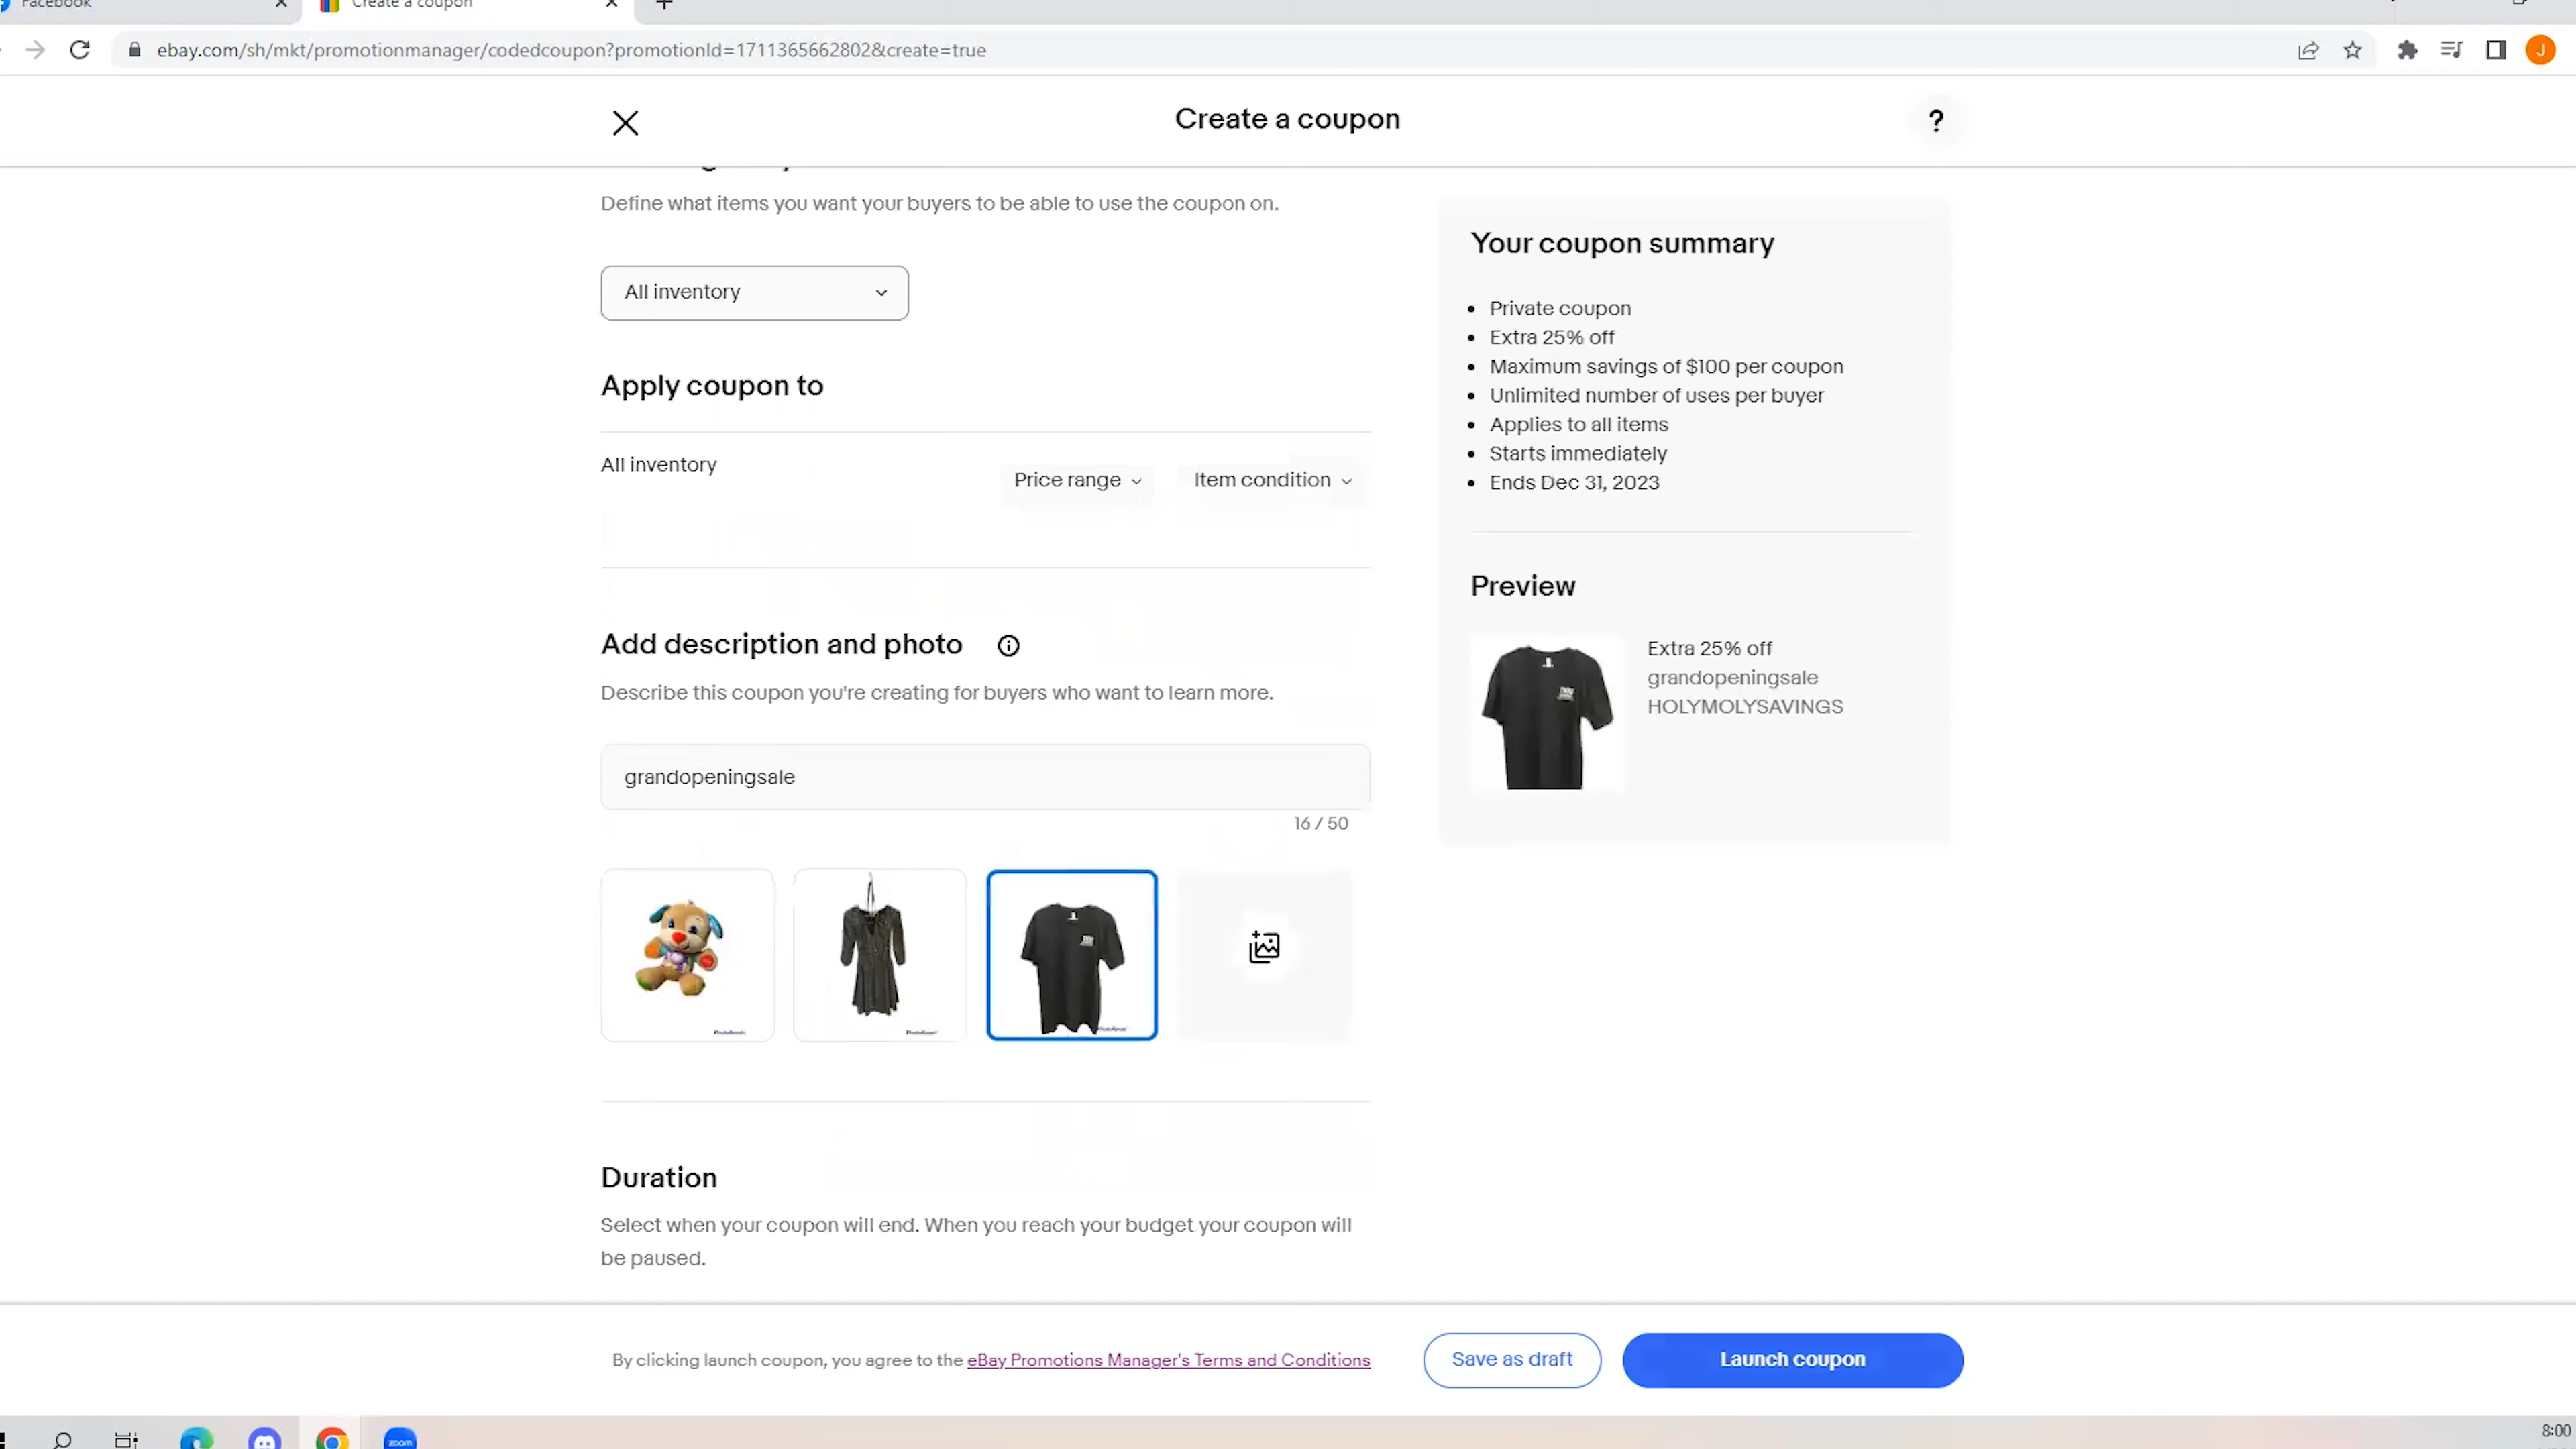 Facebook
Create a coupon
ebay.com/sh/mkt/promotionmanager/codedcoupon?promotionId=1711365662802&create=true
J
Create a coupon
?
Define what items you want your buyers to be able to use the coupon on.
All inventory
Apply coupon to
All inventory
Price range
Item condition
Add description and photo
Describe this coupon you're creating for buyers who want to learn more.
grandopeningsale
16 / 50
Duration
Select when your coupon will end. When you reach your budget your coupon will
be paused.
Your coupon summary
• Private coupon
• Extra 25% off
• Maximum savings of $100 per coupon
• Unlimited number of uses per buyer
• Applies to all items
• Starts immediately
• Ends Dec 31, 2023
Preview
Extra 25% off
grandopeningsale
HOLYMOLYSAVINGS
By clicking launch coupon, you agree to the eBay Promotions Manager's Terms and Conditions
Save as draft
Launch coupon
zoom
8:00